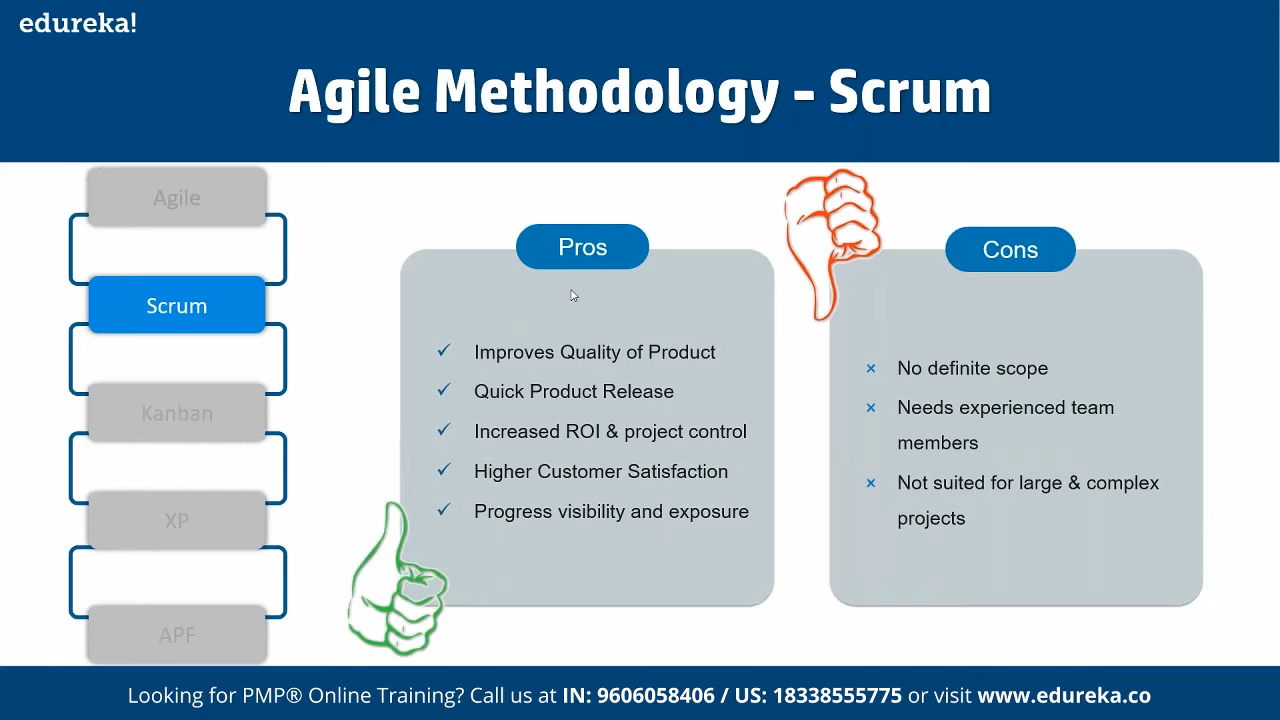 edureka!
Agile Methodology - Scrum
Agile
Scrum
Kanban
XP
APF
Pros
Improves Quality of Product
Quick Product Release
Increased ROI & project control
Higher Customer Satisfaction
Progress visibility and exposure
Cons
No definite scope
Needs experienced team
members
Not suited for large & complex
projects
Looking for PMP® Online Training? Call us at IN: 9606058406 / US: 18338555775 or visit www.edureka.co